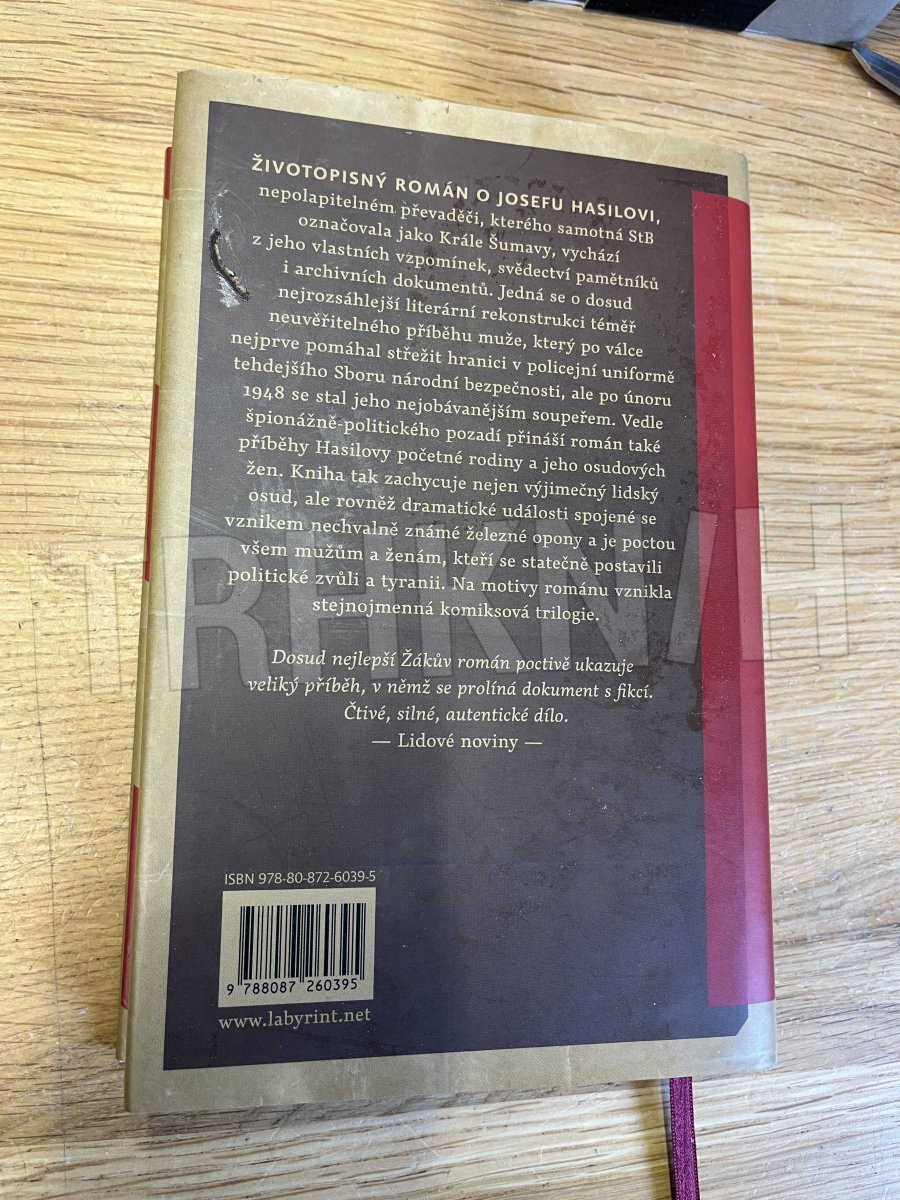 ŽIVOTOPISNÝ ROMÁN O JOSEFU HASILOVI,
nepolapitelném převaděči, kterého samotná StB
označovala jako Krále Šumavy, vychází
z jeho vlastních vzpomínek, svědectví pamětníků
i archivních dokumentů. Jedná se o dosud
nejrozsáhlejší literární rekonstrukci téměř
neuvěřitelného příběhu muže, který po válce
nejprve pomáhal střežit hranici v policejní uniformě
tehdejšího Sboru národní bezpečnosti, ale po únoru
1948 se stal jeho nejobávanějším soupeřem. Vedle
špionážně-politického pozadí přináší román také
příběhy Hasilovy početné rodiny a jeho osudových
žen. Kniha tak zachycuje nejen výjimečný lidský
osud, ale rovněž dramatické události spojené se
vznikem nechvalně známé železné opony a je poctou
všem mužům a ženám, kteří se statečně postavili
politické zvůli a tyranii. Na motivy románu vznikla
stejnojmenná komiksová trilogie.
Dosud nejlepší Žákův román poctivě ukazuje
veliký příběh, v němž se prolíná dokument s fikcí.
Čtivé, silné, autentické dílo.
— Lidové noviny —
ISBN 978-80-872-6039-5
9 788087 260395
www.labyrint.net